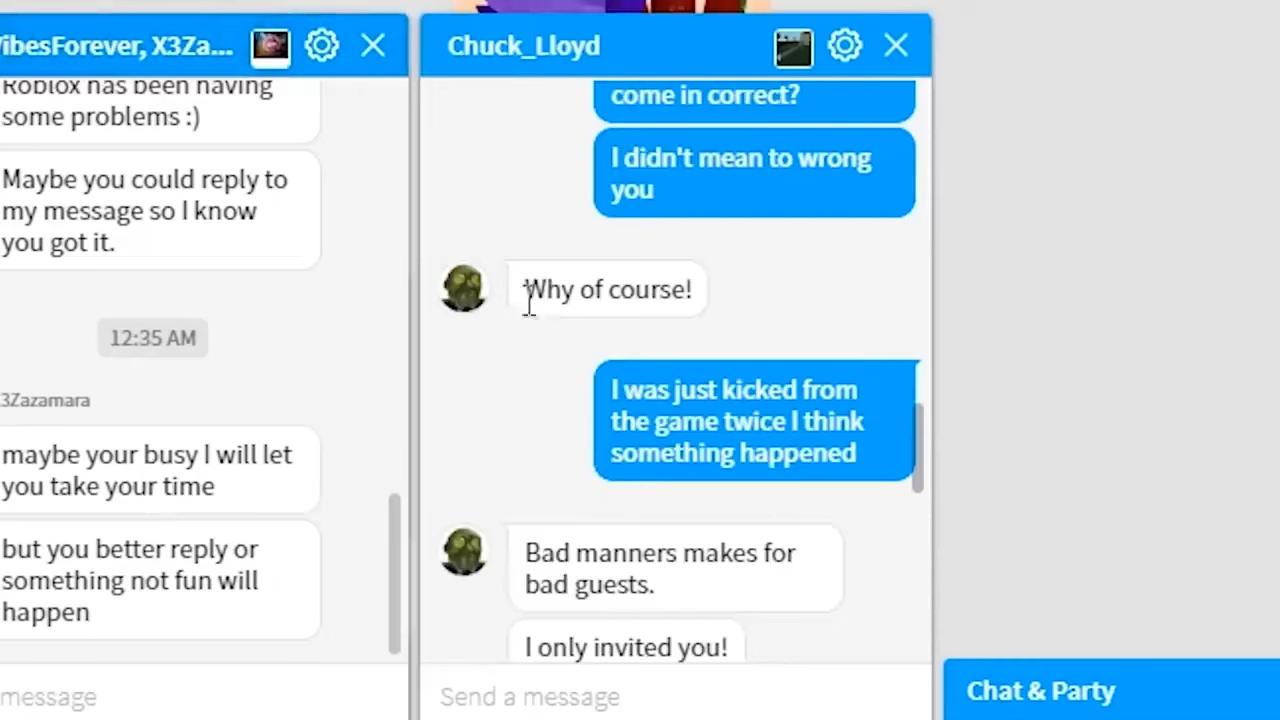 VibesForever, X3Za...
Roblox has been having
some problems :)
Maybe you could reply to
my message so I know
you got it.
12:35 AM
3Zazamara
maybe your busy I will let
you take your time
but you better reply or
something not fun will
happen
message
Chuck_Lloyd
come in correct?
I didn't mean to wrong
you
Why of course!
I was just kicked from
the game twice I think
something happened
Bad manners makes for
bad guests.
I only invited you!
Send a message
Chat & Party